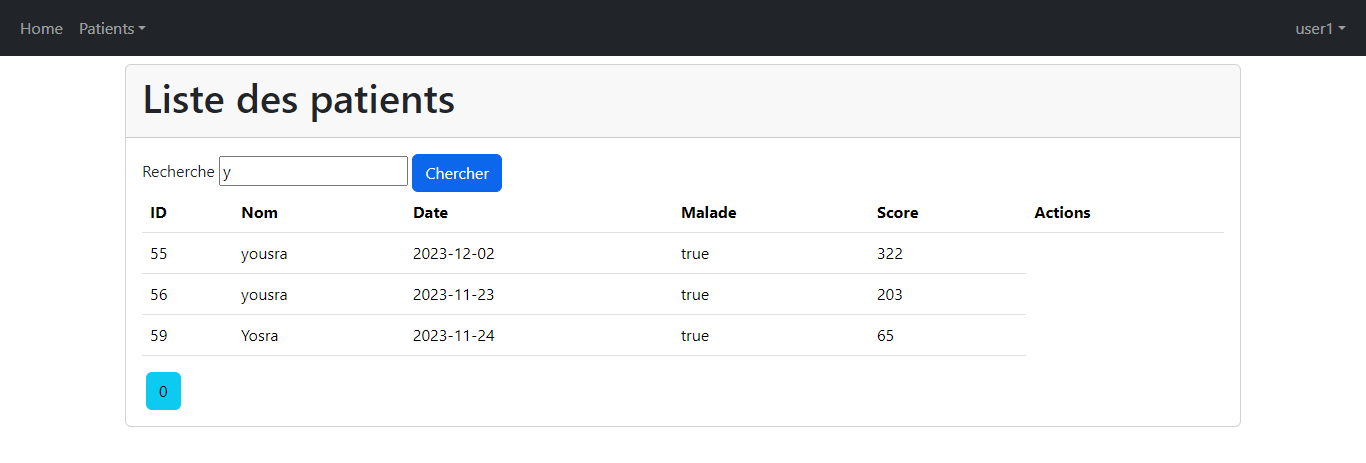 Home Patients user1
Liste des patients
Recherche y Chercher
ID Nom Date Malade Score Actions
55 yousra 2023-12-02 true 322
56 yousra 2023-11-23 true 203
59 Yosra 2023-11-24 true 65
0